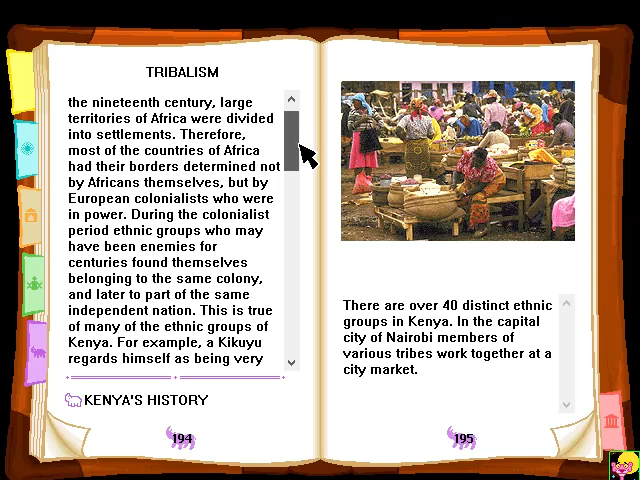 TRIBALISM
the nineteenth century, large
territories of Africa were divided
into settlements. Therefore,
most of the countries of Africa
had their borders determined not
by Africans themselves, but by
European colonialists who were
in power. During the colonialist
period ethnic groups who may
have been enemies for
centuries found themselves
belonging to the same colony,
and later to part of the same
independent nation. This is true
of many of the ethnic groups of
Kenya. For example, a Kikuyu
regards himself as being very
KENYA'S HISTORY
194
There are over 40 distinct ethnic
groups in Kenya. In the capital
city of Nairobi members of
various tribes work together at a
city market.
195